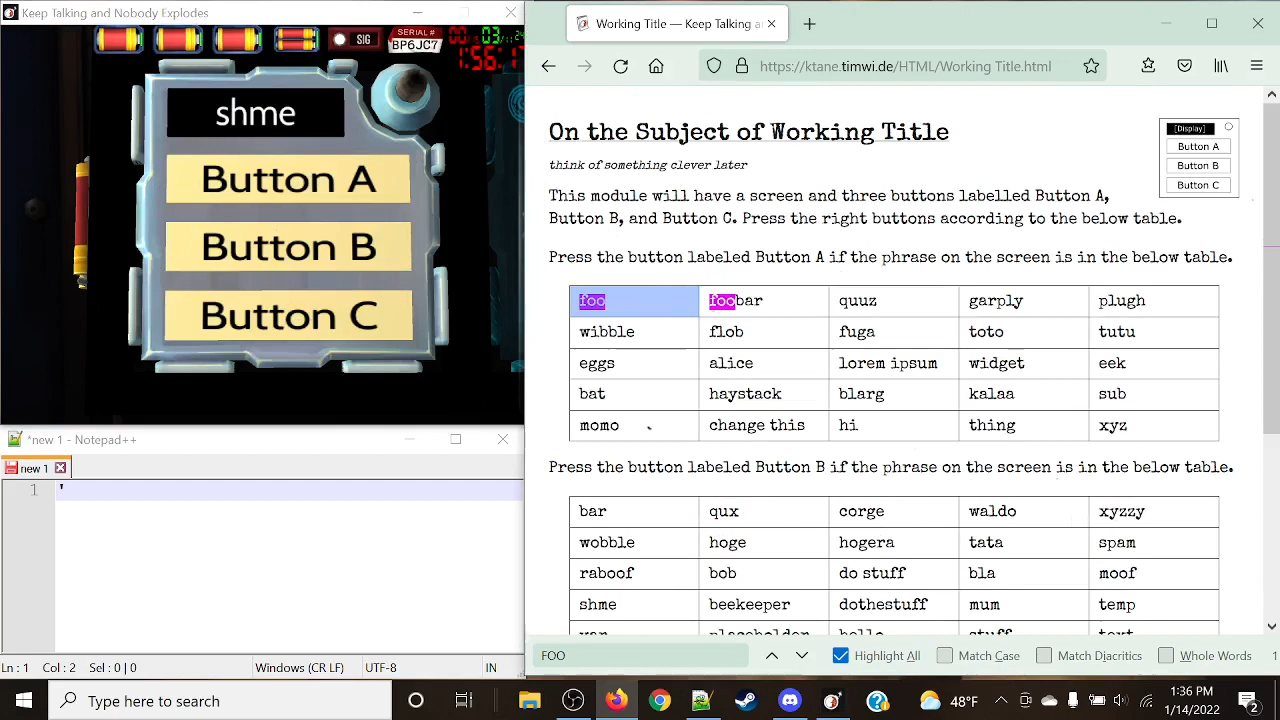 Keep Talking and Nobody Explodes
SIG
SERIAL #
BP6JC7
shme
Button A
Button B
Button C
*new 1 - Notepad++
new 1
1
'
Ln : 1 Col : 2 Sel : 0 | 0
Windows (CR LF)
UTF-8
IN
Working Title — Keep Talking a
https://ktane.timwi.de/HTML/Working Title.html
On the Subject of Working Title
think of something clever later
This module will have a screen and three buttons labelled Button A,
Button B, and Button C. Press the right buttons according to the below table.
[Display]
Button A
Button B
Button C
Press the button labeled Button A if the phrase on the screen is in the below table.
foo foobar quuz garply plugh
wibble flob fuga toto tutu
eggs alice lorem ipsum widget eek
bat haystack blarg kalaa sub
momo change this hi thing xyz
Press the button labeled Button B if the phrase on the screen is in the below table.
bar qux corge waldo xyzzy
wobble hoge hogera tata spam
raboof bob do stuff bla moof
shme beekeeper dothestuff mum temp
placeholder hello stuff text
FOO
Highlight All
Match Case
Match Diacritics
Whole Words
Type here to search
48°F
1:36 PM
1/14/2022
2